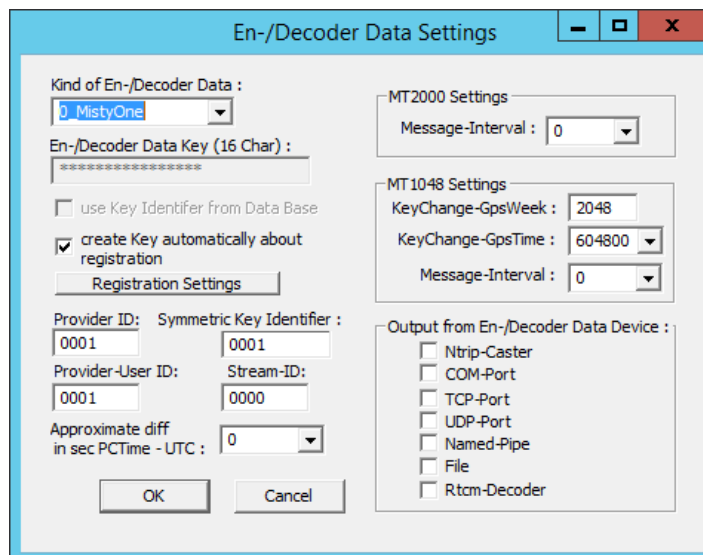 En-/Decoder Data Settings
x
Kind of En-/Decoder Data :
0_MistyOne
En-/Decoder Data Key (16 Char) :
****************
use Key Identifer from Data Base
create Key automatically about
registration
Registration Settings
Provider ID:
Symmetric Key Identifier :
0001
0001
Provider-User ID:
Stream-ID:
0001
0000
Approximate diff
in sec PCTime - UTC :
0
OK
Cancel
MT2000 Settings
Message-Interval :
0
MT1048 Settings
KeyChange-GpsWeek :
2048
KeyChange-GpsTime :
604800
Message-Interval :
0
Output from En-/Decoder Data Device :
Ntrip-Caster
COM-Port
TCP-Port
UDP-Port
Named-Pipe
File
Rtcm-Decoder